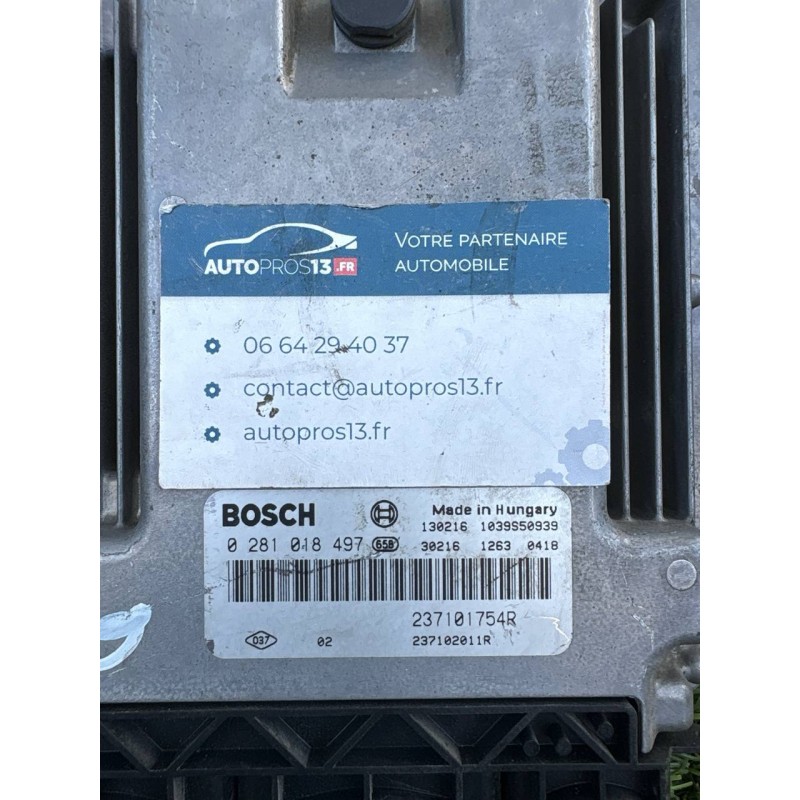 AUTOPROS13.FR
VOTRE PARTENAIRE
AUTOMOBILE
06 64 29 40 37
contact@autopros13.fr
autopros13.fr
BOSCH
Made in Hungary
130216 1039S50939
0 281 018 497 65B 30216 1263 0418
237101754R
037 02 237102011R